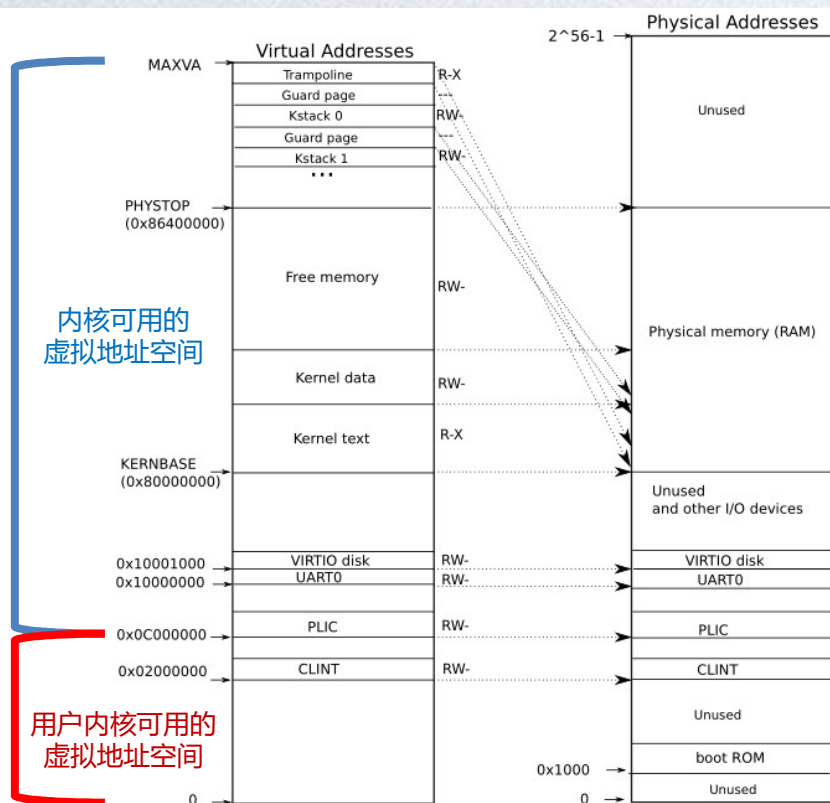 Physical Addresses
2^56-1
Virtual Addresses
MAXVA
Trampoline
R-X
Guard page
---
Kstack 0
RW-
Guard page
---
Kstack 1
RW-
...
Unused
PHYSTOP
(0x86400000)
Free memory
RW-
内核可用的
虚拟地址空间
Physical memory (RAM)
Kernel data
RW-
Kernel text
R-X
KERNBASE
(0x80000000)
Unused
and other I/O devices
0x10001000
VIRTIO disk
RW-
VIRTIO disk
0x10000000
UART0
RW-
UART0
0x0C000000
PLIC
RW-
PLIC
0x02000000
CLINT
RW-
CLINT
用户内核可用的
虚拟地址空间
Unused
boot ROM
0x1000
Unused
0
0